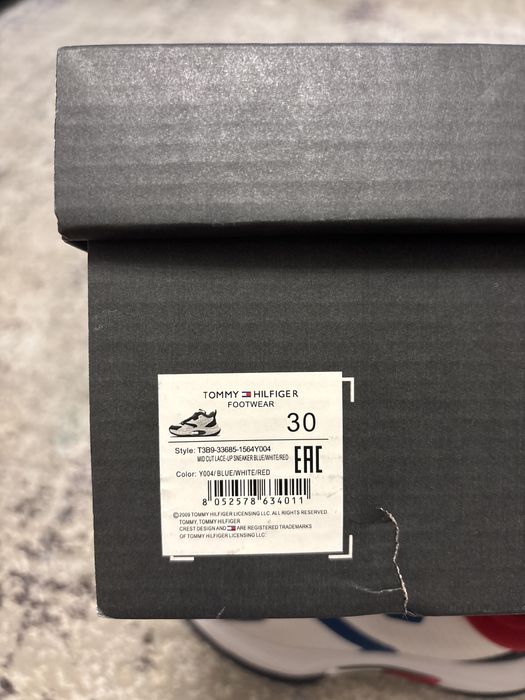 TOMMY HILFIGER
FOOTWEAR
30
Style: T3B9-33685-1564Y004
MID CUT LACE-UP SNEAKER BLUE/WHITE/RED
Color: Y004/ BLUE/WHITE/RED
EAC
8 052578 634011
©2009 TOMMY HILFIGER LICENSING LLC. ALL RIGHTS RESERVED.
TOMMY, TOMMY HILFIGER
CREST DESIGN AND ARE REGISTERED TRADEMARKS
OF TOMMY HILFIGER LICENSING LLC.